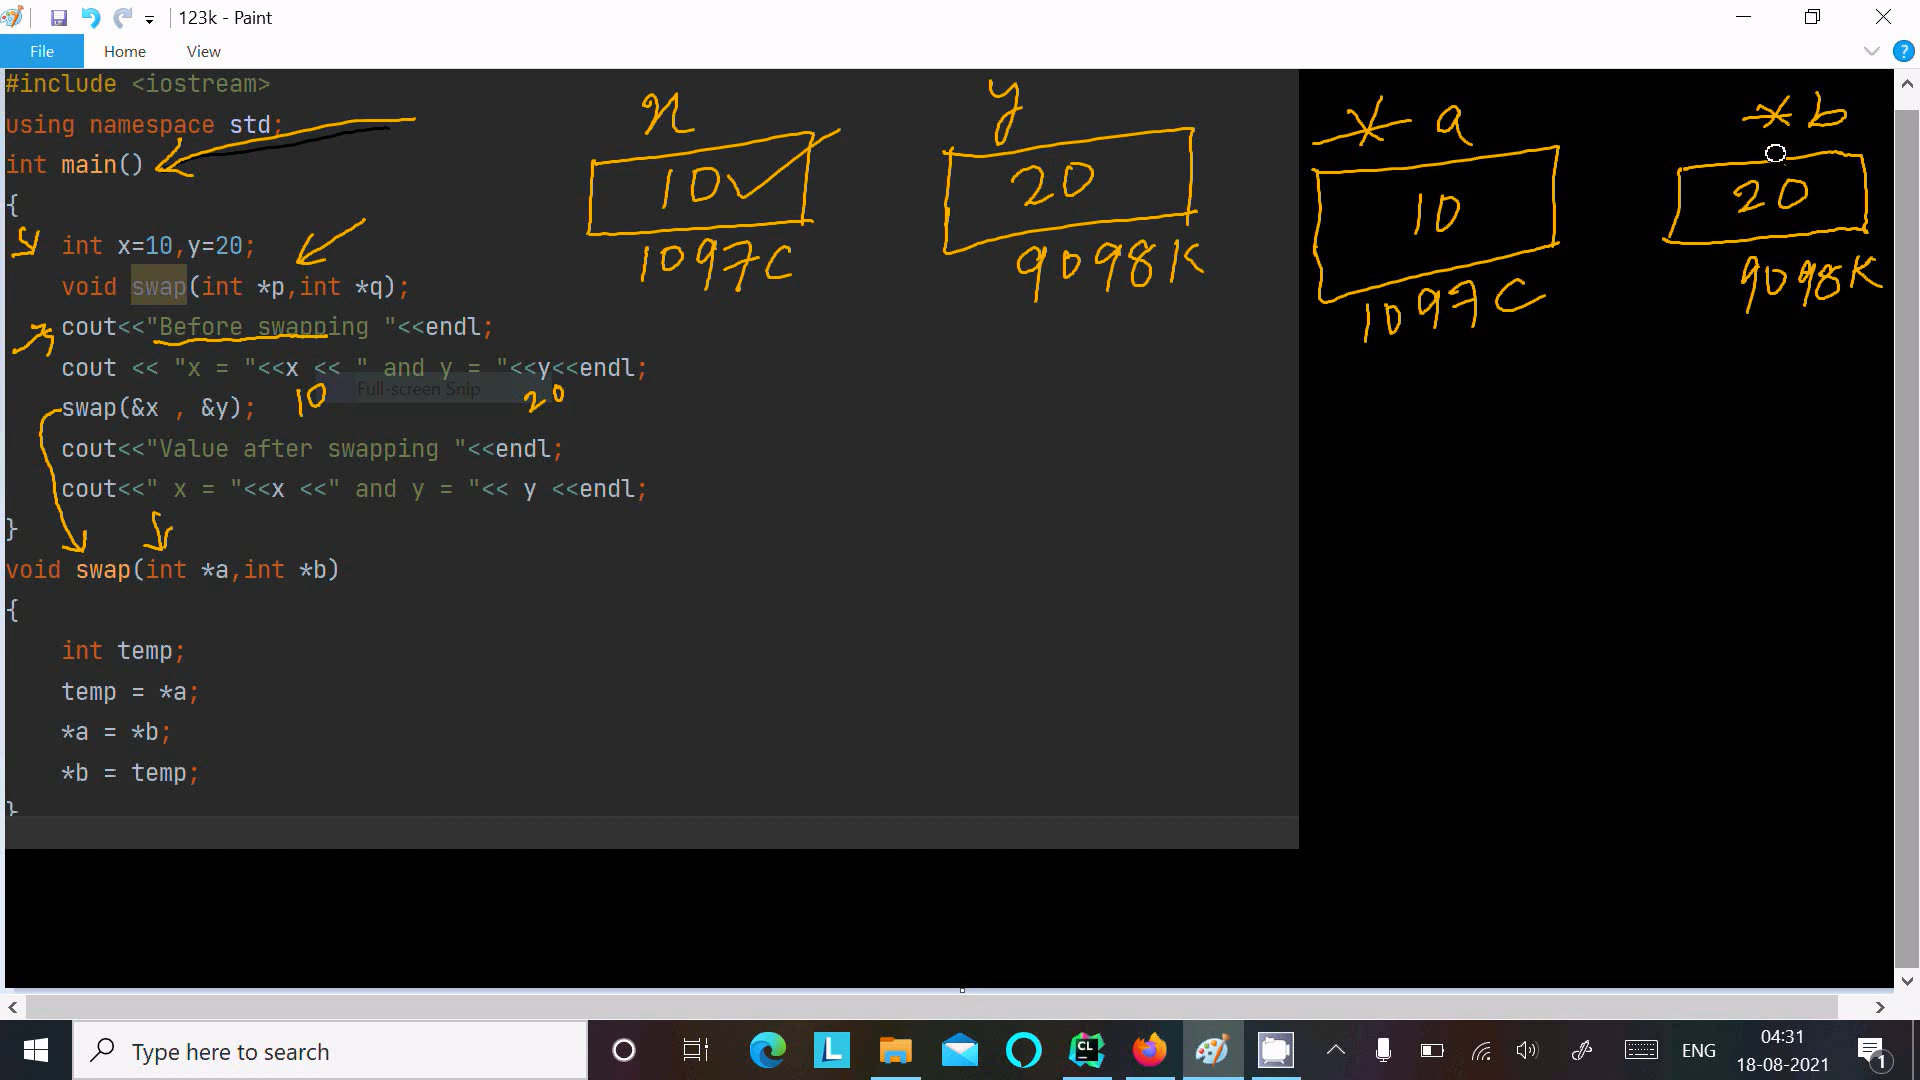 123k - Paint
File Home View
#include <iostream>
using namespace std;
int main()
{
int x=10,y=20;
void swap(int *p,int *q);
cout<<"Before swapping "<<endl;
cout << "x = "<<x << " and y = "<<y<<endl;
Full-screen Snip
10 20
swap(&x , &y);
cout<<"Value after swapping "<<endl;
cout<<" x = "<<x <<" and y = "<< y <<endl;
}
void swap(int *a,int *b)
{
int temp;
temp = *a;
*a = *b;
*b = temp;
}
x y * a * b
10 20 10 20
1097C 9098K 1097C 9098K
Type here to search
L
CL
ENG
04:31
18-08-2021
1
?